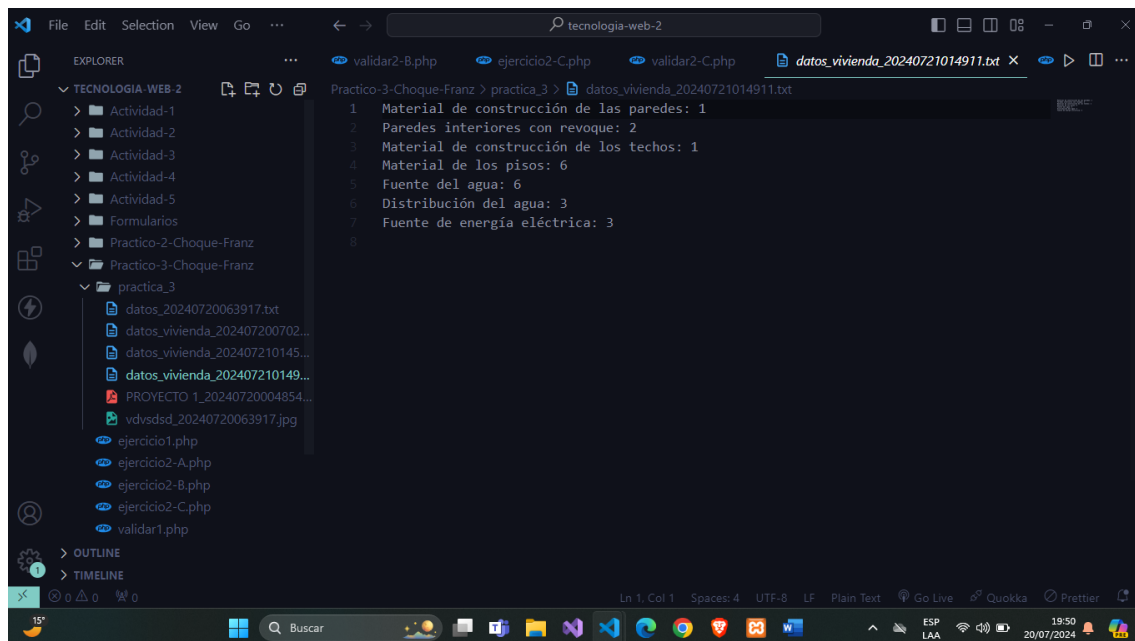 File Edit Selection View Go ···
tecnologia-web-2
EXPLORER ···
validar2-B.php ejercicio2-C.php validar2-C.php datos_vivienda_20240721014911.txt
TECNOLOGIA-WEB-2
Practico-3-Choque-Franz > practica_3 > datos_vivienda_20240721014911.txt
Actividad-1
Actividad-2
Actividad-3
Actividad-4
Actividad-5
Formularios
Practico-2-Choque-Franz
Practico-3-Choque-Franz
practica_3
datos_20240720063917.txt
datos_vivienda_202407200702...
datos_vivienda_202407210145...
datos_vivienda_202407210149...
PROYECTO 1_20240720004854...
vdvsdsd_20240720063917.jpg
ejercicio1.php
ejercicio2-A.php
ejercicio2-B.php
ejercicio2-C.php
validar1.php
OUTLINE
TIMELINE
1 Material de construcción de las paredes: 1
2 Paredes interiores con revoque: 2
3 Material de construcción de los techos: 1
4 Material de los pisos: 6
5 Fuente del agua: 6
6 Distribución del agua: 3
7 Fuente de energía eléctrica: 3
8
1
0 0 0 Ln 1, Col 1 Spaces: 4 UTF-8 LF Plain Text Go Live Quokka Prettier
15° Buscar ESP 19:50
LAA 20/07/2024